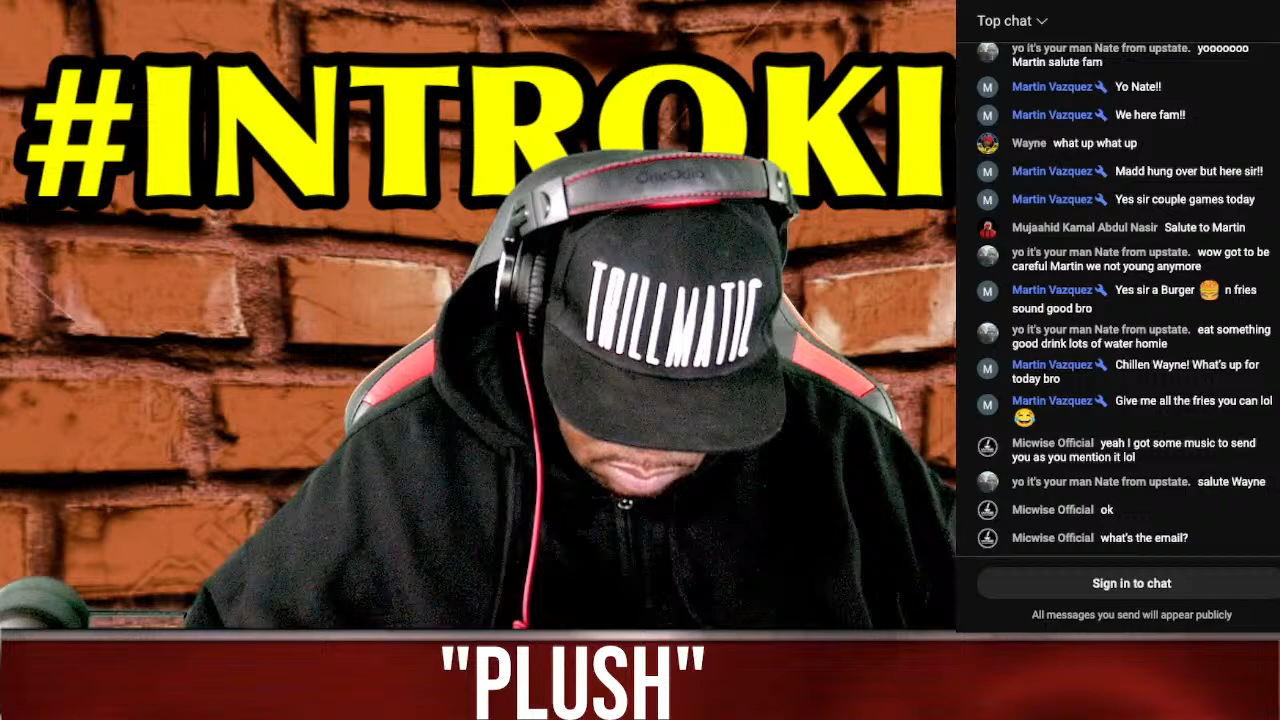 #INTROKI
OneOdio
TRILLMATIC
"PLUSH"
Top chat
yo it's your man Nate from upstate. yooooooo
Martin salute fam
M Martin Vazquez Yo Nate!!
M Martin Vazquez We here fam!!
Wayne what up what up
M Martin Vazquez Madd hung over but here sir!!
M Martin Vazquez Yes sir couple games today
Mujaahid Kamal Abdul Nasir Salute to Martin
yo it's your man Nate from upstate. wow got to be
careful Martin we not young anymore
M Martin Vazquez Yes sir a Burger 🍔 n fries
sound good bro
yo it's your man Nate from upstate. eat something
good drink lots of water homie
M Martin Vazquez Chillen Wayne! What's up for
today bro
M Martin Vazquez Give me all the fries you can lol
😂
Micwise Official yeah I got some music to send
you as you mention it lol
yo it's your man Nate from upstate. salute Wayne
Micwise Official ok
Micwise Official what's the email?
Sign in to chat
All messages you send will appear publicly